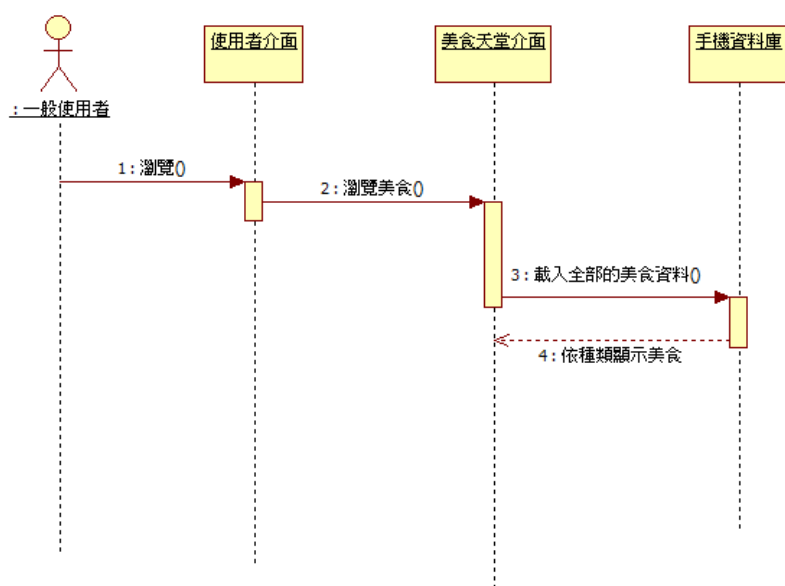 使用者介面
美食天堂介面
手機資料庫
: 一般使用者
1 : 瀏覽()
2 : 瀏覽美食()
3 : 載入全部的美食資料()
4 : 依種類顯示美食